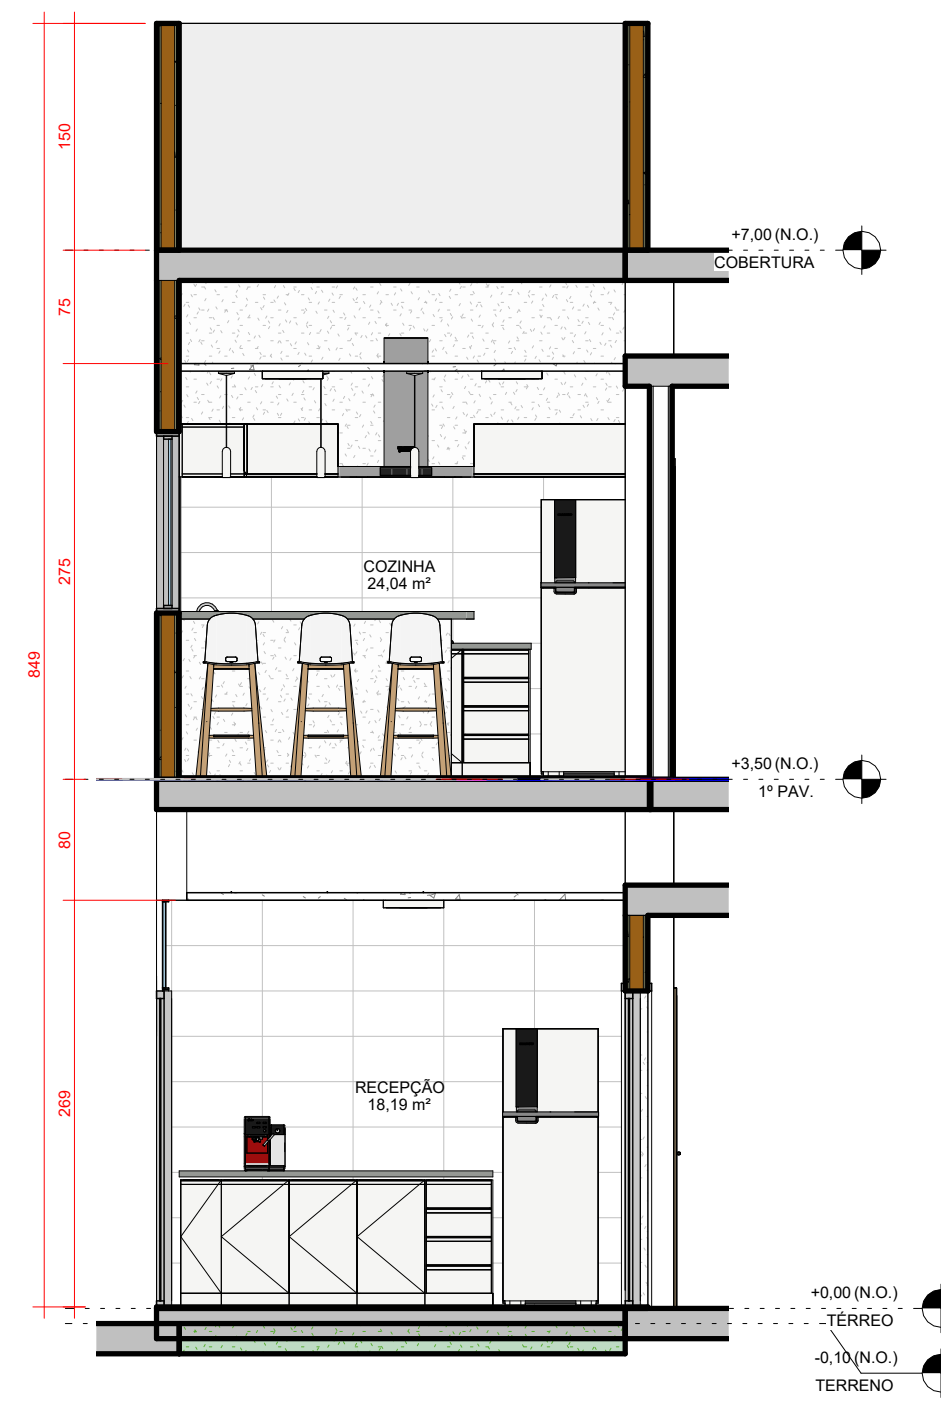 150
+7,00 (N.O.)
COBERTURA
75
275
COZINHA
24,04 m²
849
+3,50 (N.O.)
1º PAV.
80
269
RECEPÇÃO
18,19 m²
+0,00 (N.O.)
TÉRREO
-0,10 (N.O.)
TERRENO